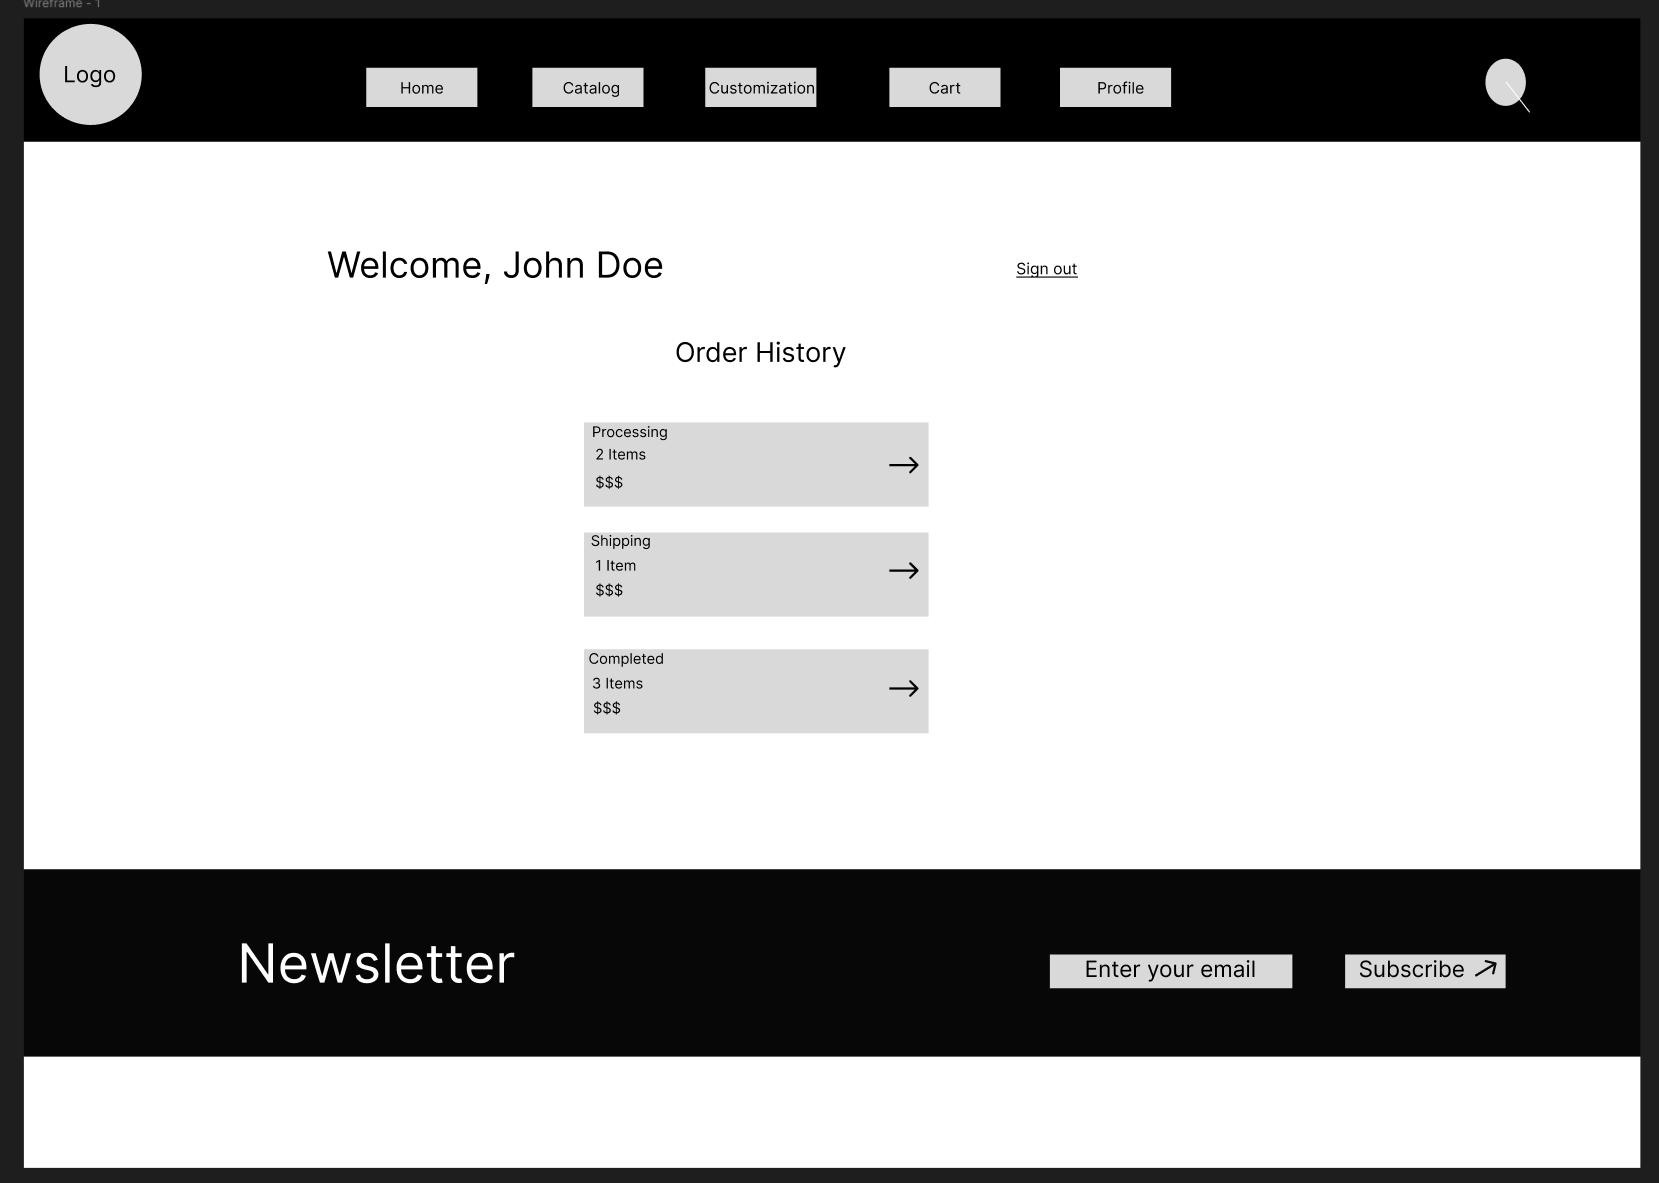 Wireframe - 1
Logo
Home
Catalog
Customization
Cart
Profile
Welcome, John Doe
Sign out
Order History
Processing
2 Items
$$$
Shipping
1 Item
$$$
Completed
3 Items
$$$
Newsletter
Enter your email
Subscribe